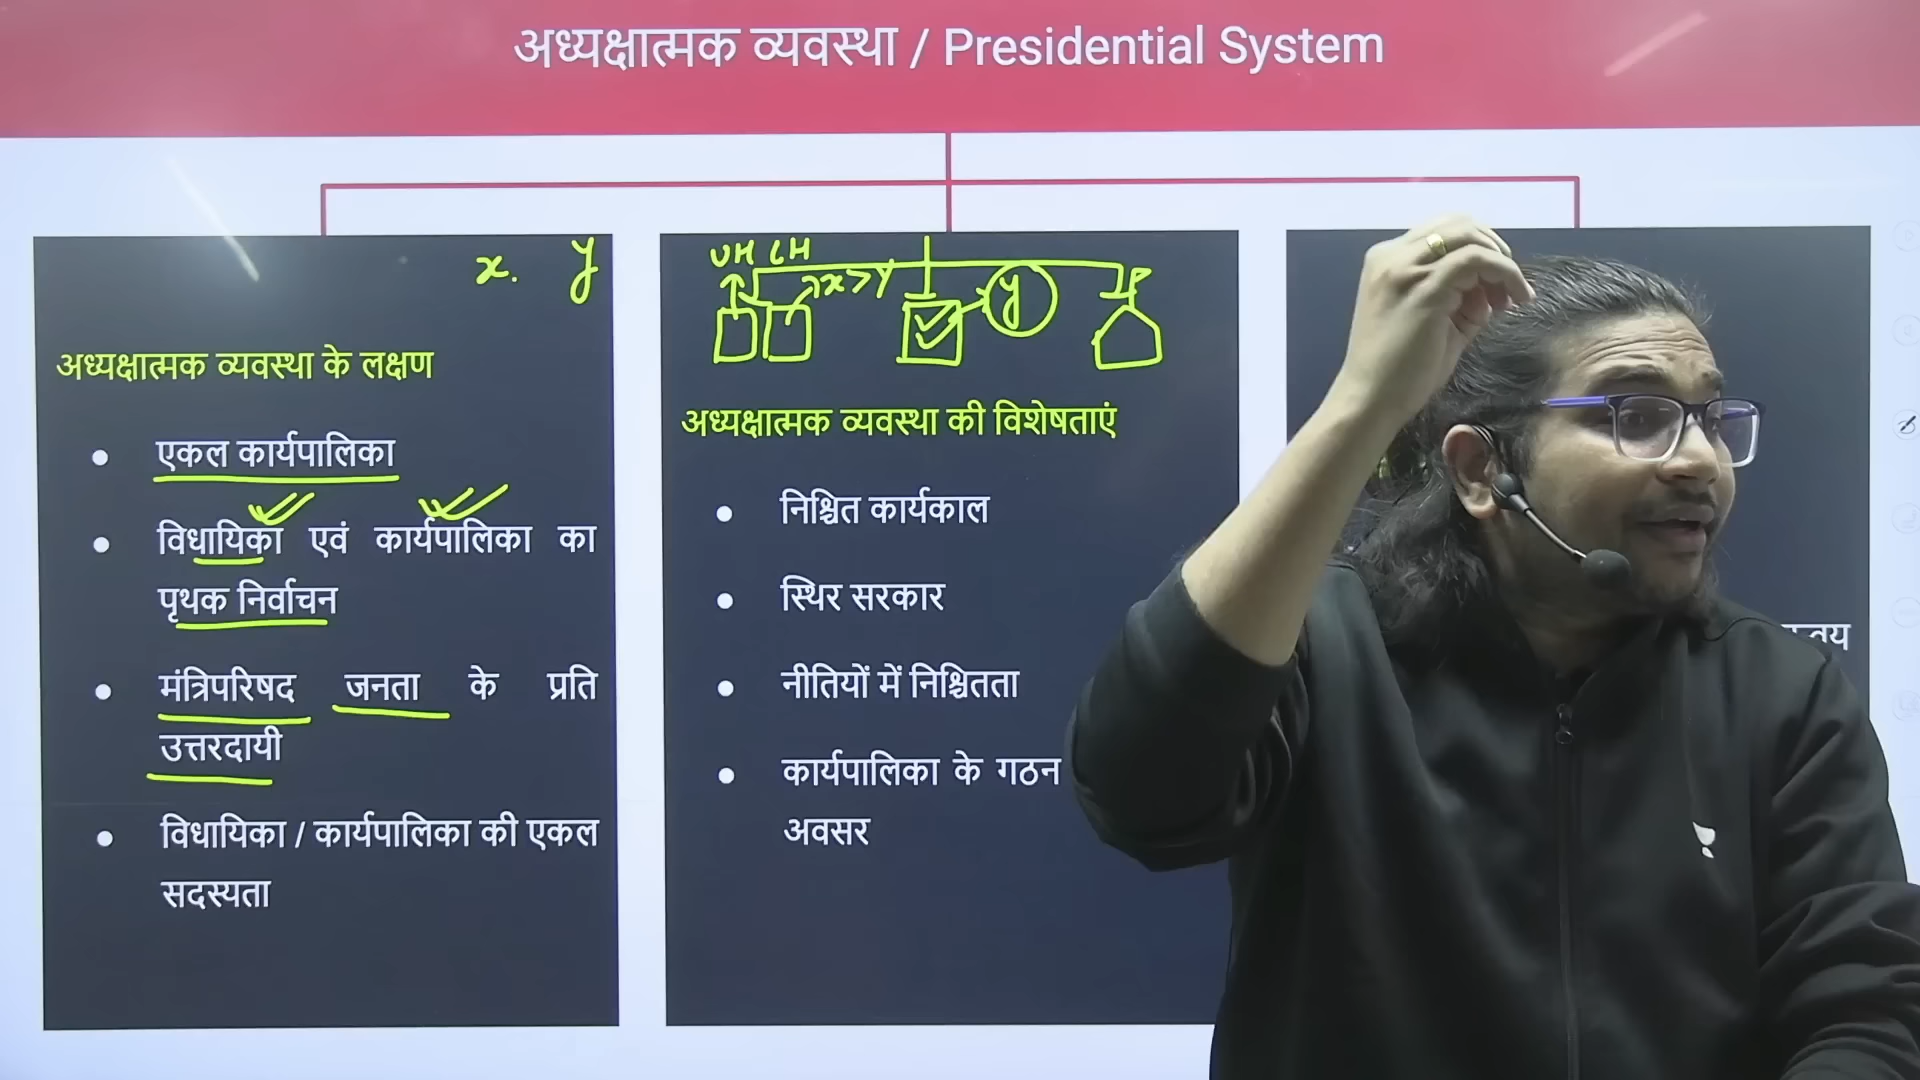 अध्यक्षात्मक व्यवस्था / Presidential System
x. y
अध्यक्षात्मक व्यवस्था के लक्षण
एकल कार्यपालिका
विधायिका एवं कार्यपालिका का
पृथक निर्वाचन
मंत्रिपरिषद जनता के प्रति
उत्तरदायी
विधायिका / कार्यपालिका की एकल
सदस्यता
UH LH
x > y
y
अध्यक्षात्मक व्यवस्था की विशेषताएं
निश्चित कार्यकाल
स्थिर सरकार
नीतियों में निश्चितता
कार्यपालिका के गठन
अवसर